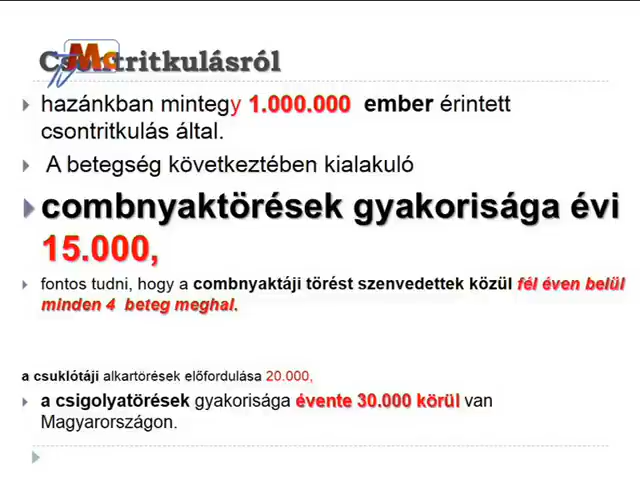 Csontritkulásról
hazánkban mintegy 1.000.000 ember érintett
csontritkulás által.
A betegség következtében kialakuló
combnyaktörések gyakorisága évi
15.000,
fontos tudni, hogy a combnyaktáji törést szenvedettek közül fél éven belül
minden 4 beteg meghal.
a csuklótáji alkartörések előfordulása 20.000,
a csigolyatörések gyakorisága évente 30.000 körül van
Magyarországon.